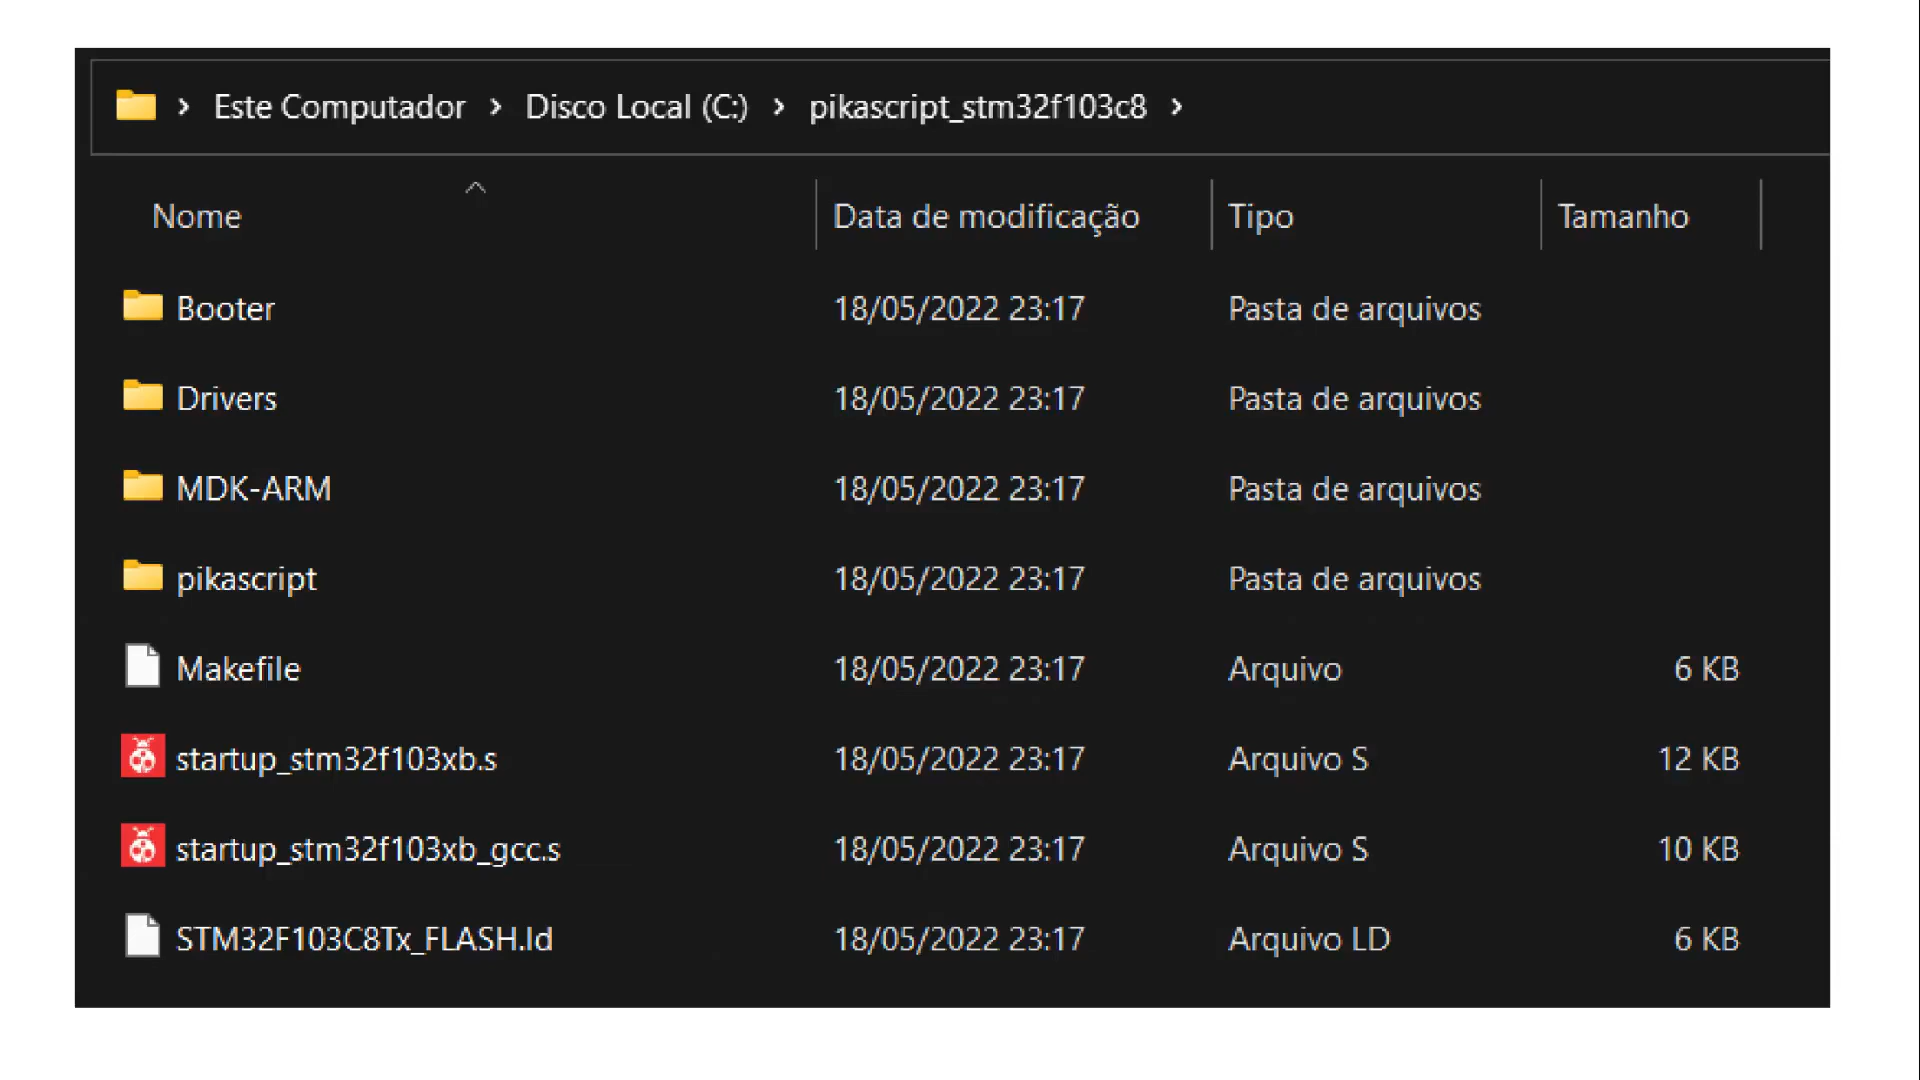 Este Computador > Disco Local (C:) > pikascript_stm32f103c8 >
Nome Data de modificação Tipo Tamanho
Booter 18/05/2022 23:17 Pasta de arquivos
Drivers 18/05/2022 23:17 Pasta de arquivos
MDK-ARM 18/05/2022 23:17 Pasta de arquivos
pikascript 18/05/2022 23:17 Pasta de arquivos
Makefile 18/05/2022 23:17 Arquivo 6 KB
startup_stm32f103xb.s 18/05/2022 23:17 Arquivo S 12 KB
startup_stm32f103xb_gcc.s 18/05/2022 23:17 Arquivo S 10 KB
STM32F103C8Tx_FLASH.ld 18/05/2022 23:17 Arquivo LD 6 KB